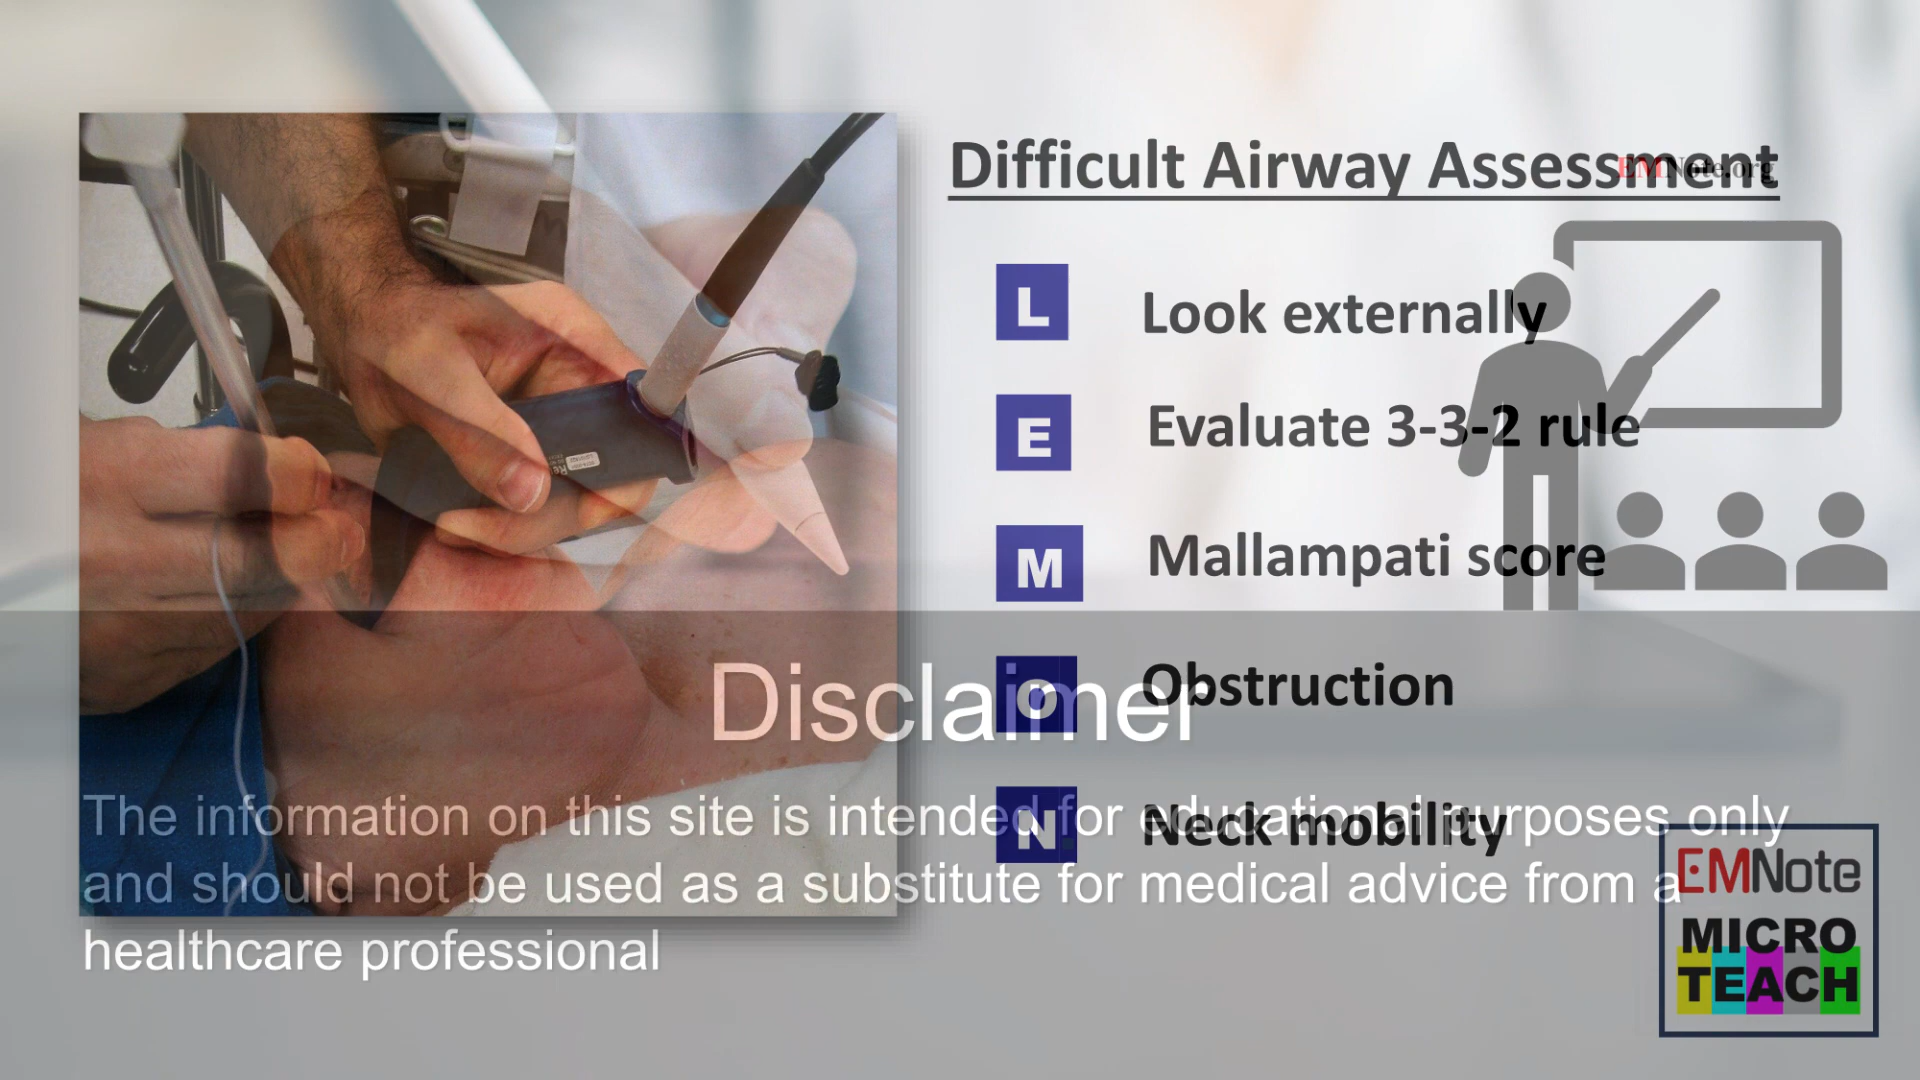 Difficult Airway Assessment
EMNote.org
L Look externally
E Evaluate 3-3-2 rule
M Mallampati score
O Obstruction
N Neck mobility
Disclaimer
The information on this site is intended for educational purposes only
and should not be used as a substitute for medical advice from a
healthcare professional
EMNote
MICRO
TEACH